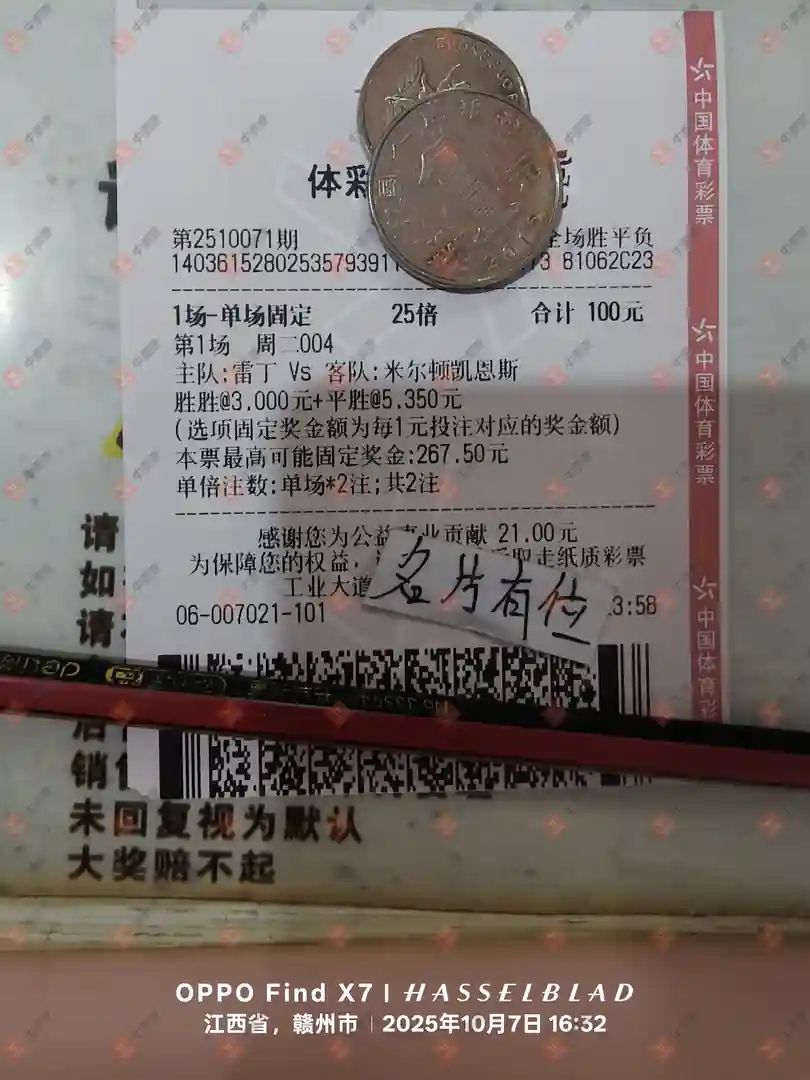 体彩
第2510071期
全场胜平负
81062C23
1场-单场固定 25倍 合计 100元
第1场 周二004
主队:雷丁 Vs 客队:米尔顿凯恩斯
胜胜@3.000元+平胜@5.350元
(选项固定奖金额为每1元投注对应的奖金额)
本票最高可能固定奖金:267.50元
单倍注数:单场*2注;共2注
感谢您为公益事业贡献 21.00元
为保障您的权益, 取走纸质彩票
工业大道
名片有位
06-007021-101
3:58
中国体育彩票
中国体育彩票
中国体育彩
deli
请
如
请
销
未回复视为默认
大奖赔不起
OPPO Find X7 | HASSELBLAD
江西省，赣州市 | 2025年10月7日 16:32